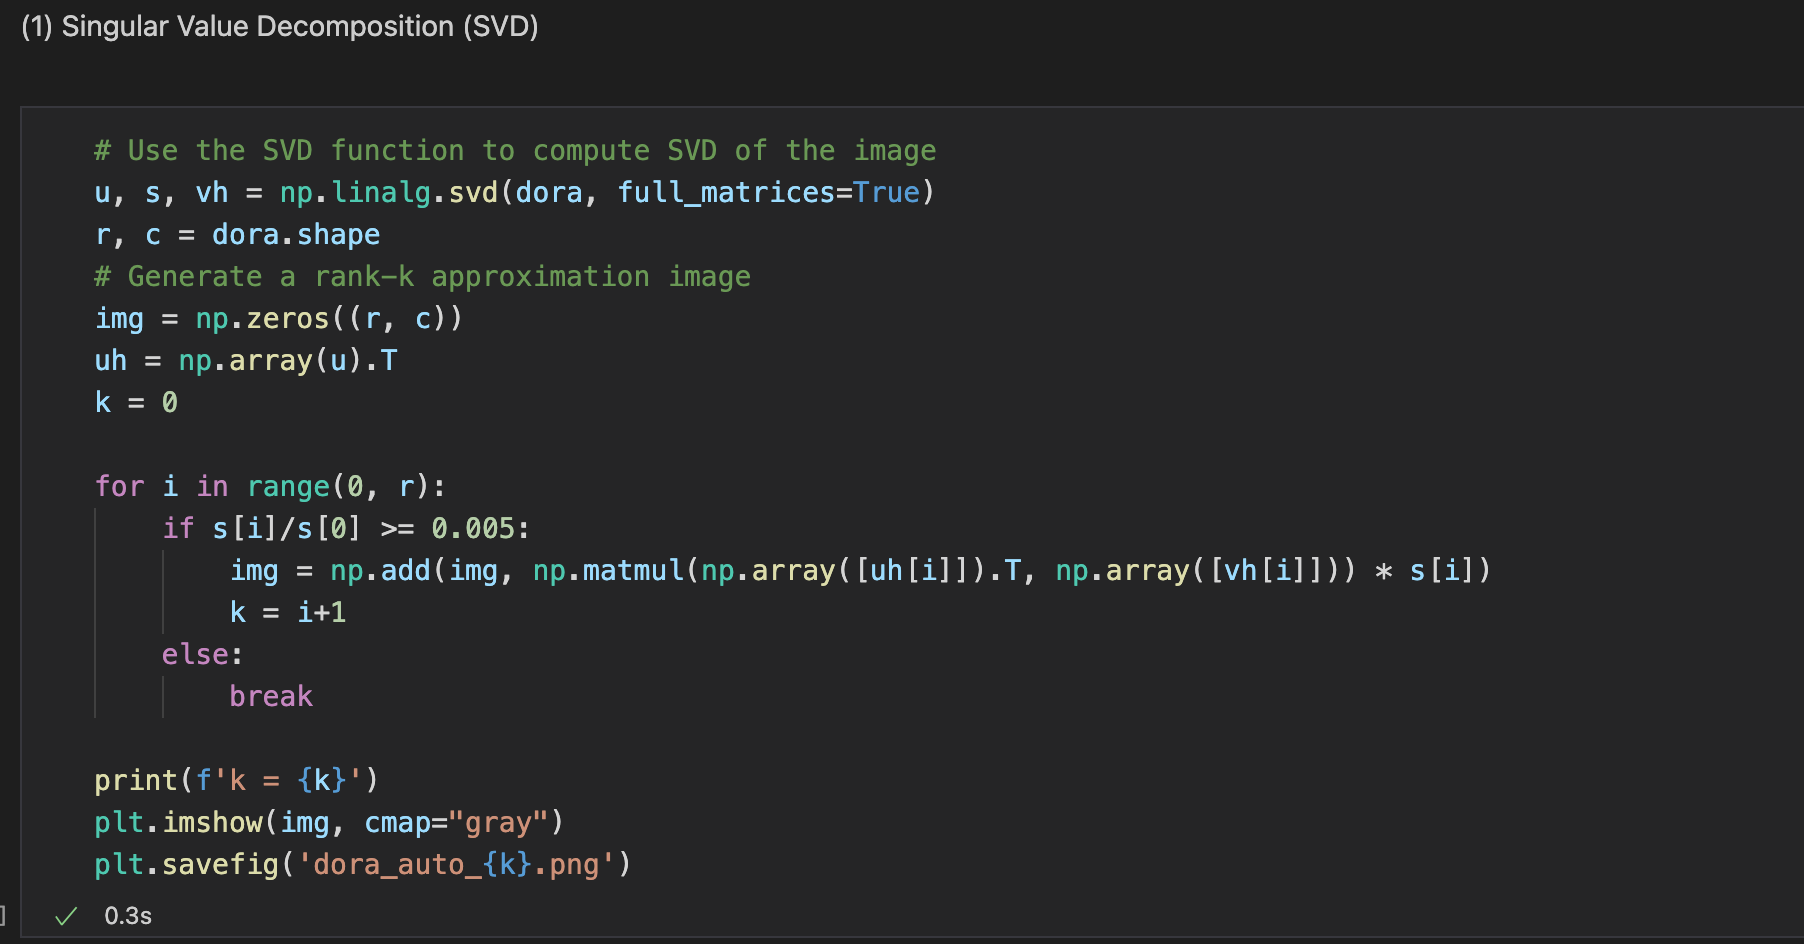 (1) Singular Value Decomposition (SVD)
# Use the SVD function to compute SVD of the image
u, s, vh = np.linalg.svd(dora, full_matrices=True)
r, c = dora.shape
# Generate a rank-k approximation image
img = np.zeros((r, c))
uh = np.array(u).T
k = 0
for i in range(0, r):
    if s[i]/s[0] >= 0.005:
        img = np.add(img, np.matmul(np.array([uh[i]]).T, np.array([vh[i]])) * s[i])
        k = i+1
    else:
        break
print(f'k = {k}')
plt.imshow(img, cmap="gray")
plt.savefig('dora_auto_{k}.png')
] ✓ 0.3s